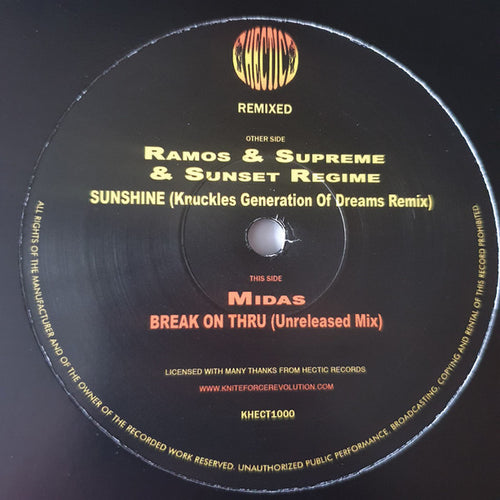 KHECTIC
REMIXED
OTHER SIDE
RAMOS & SUPREME
& SUNSET REGIME
SUNSHINE (Knuckles Generation Of Dreams Remix)
THIS SIDE
MIDAS
BREAK ON THRU (Unreleased Mix)
LICENSED WITH MANY THANKS FROM HECTIC RECORDS
WWW.KNITEFORCEREVOLUTION.COM
KHECT1000
ALL RIGHTS OF THE MANUFACTURER AND OF THE OWNER OF THE RECORDED WORK RESERVED. UNAUTHORIZED PUBLIC PERFORMANCE, BROADCASTING, COPYING AND RENTAL OF THIS RECORD PROHIBITED.